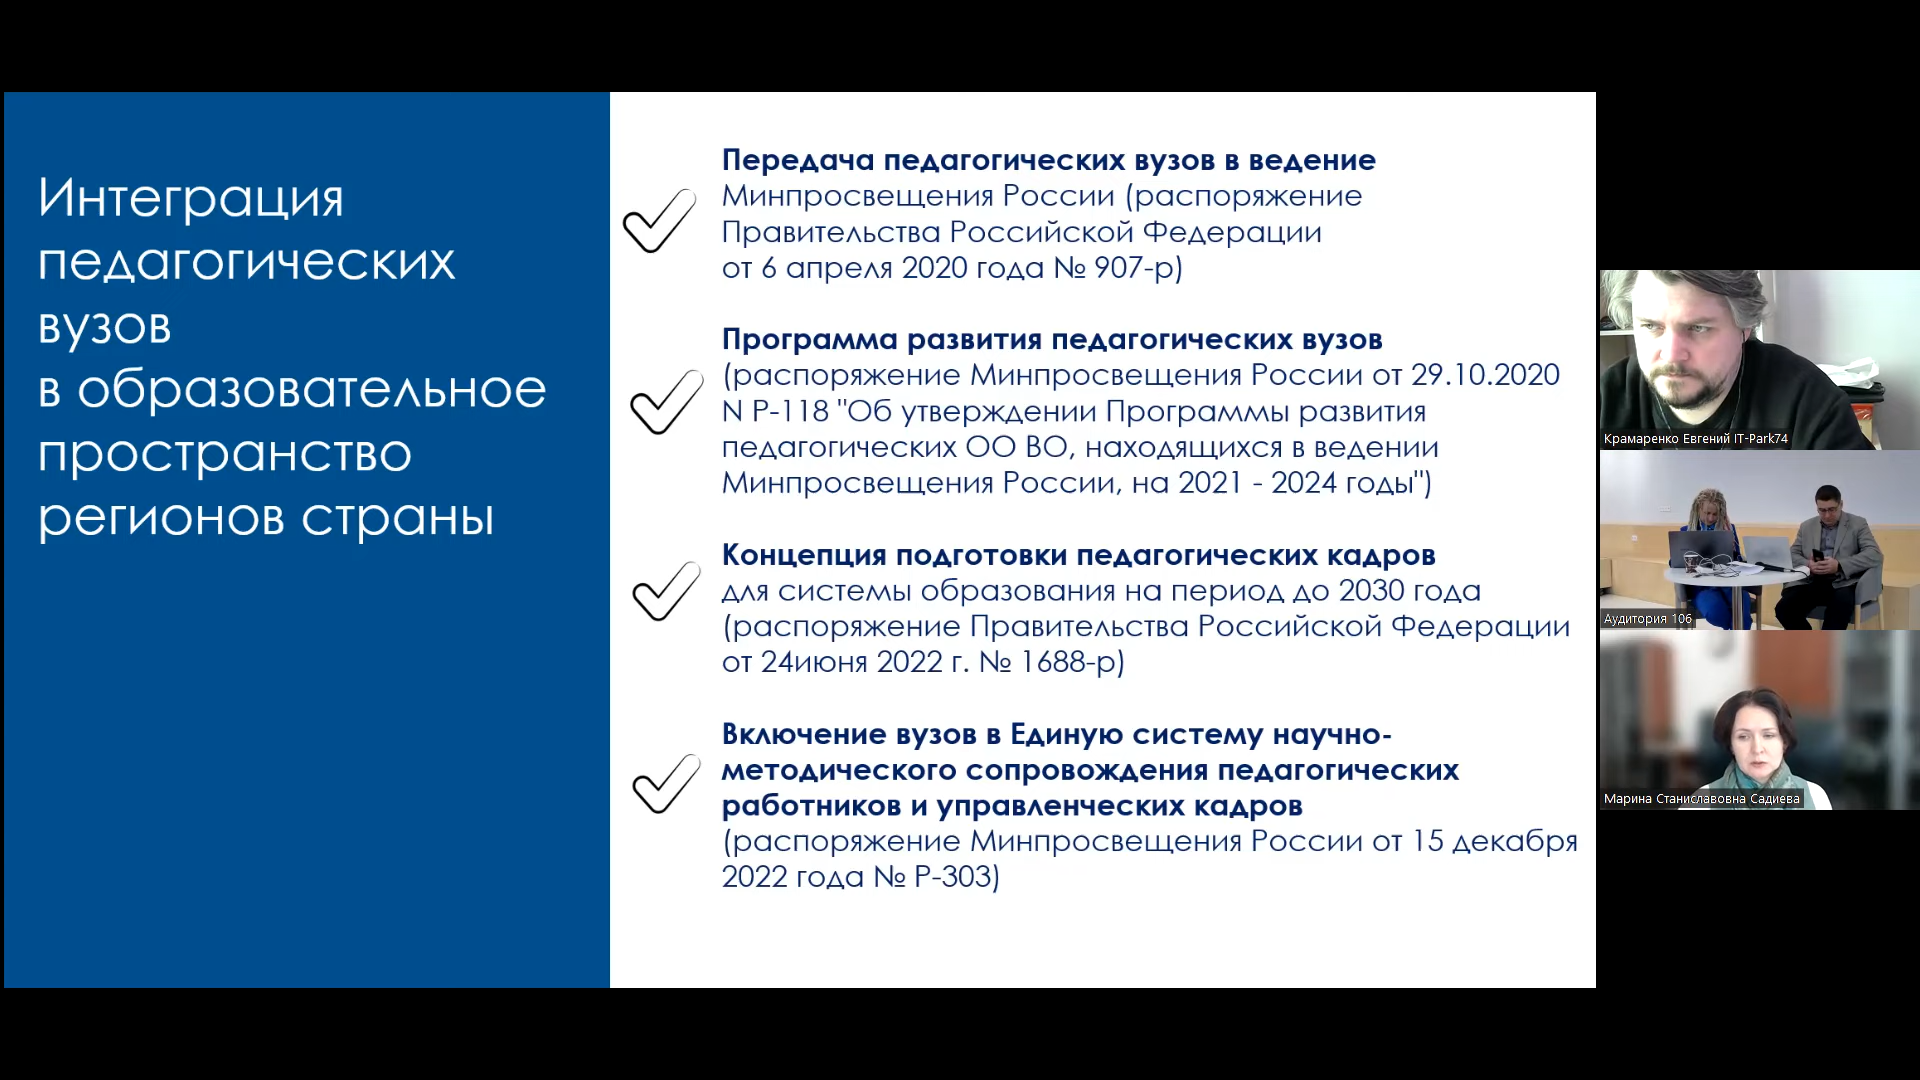 Интеграция
педагогических
вузов
в образовательное
пространство
регионов страны
Передача педагогических вузов в ведение
Минпросвещения России (распоряжение
Правительства Российской Федерации
от 6 апреля 2020 года № 907-р)
Программа развития педагогических вузов
(распоряжение Минпросвещения России от 29.10.2020
N Р-118 "Об утверждении Программы развития
педагогических ОО ВО, находящихся в ведении
Минпросвещения России, на 2021 - 2024 годы")
Концепция подготовки педагогических кадров
для системы образования на период до 2030 года
(распоряжение Правительства Российской Федерации
от 24июня 2022 г. № 1688-р)
Включение вузов в Единую систему научно-
методического сопровождения педагогических
работников и управленческих кадров
(распоряжение Минпросвещения России от 15 декабря
2022 года № Р-303)
Крамаренко Евгений IT-Park74
Аудитория 106
Марина Станиславовна Садиева